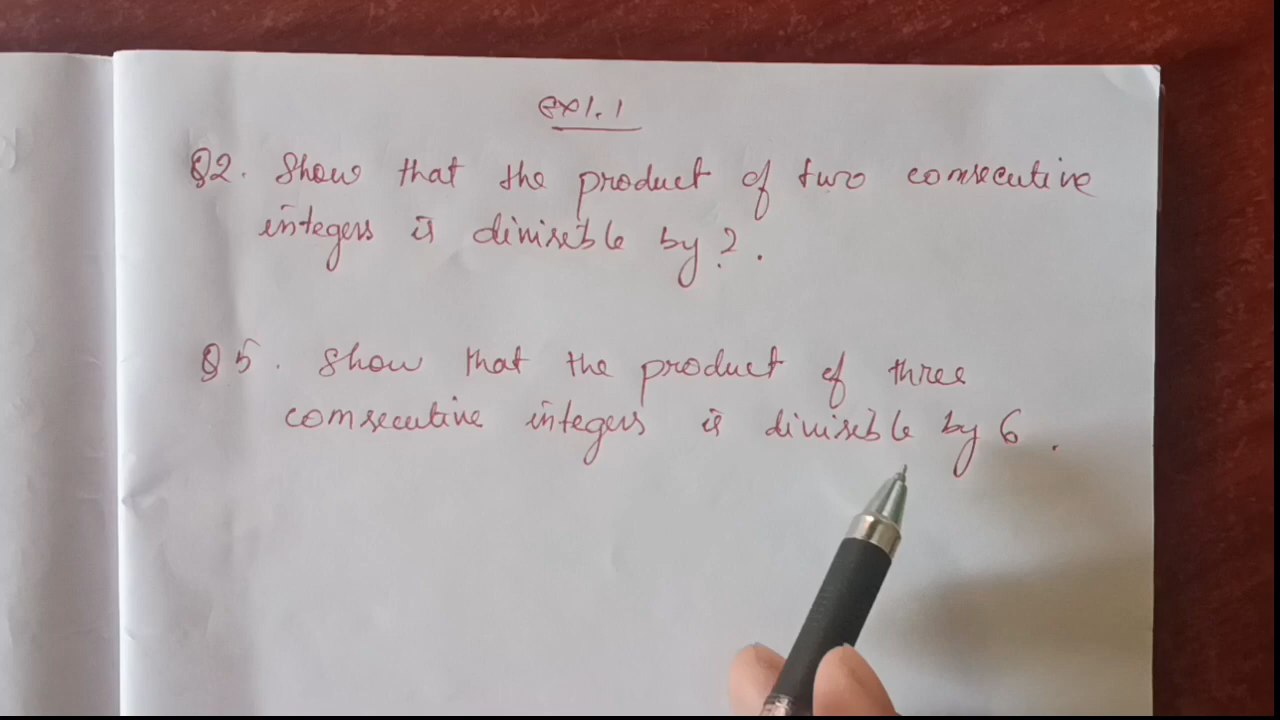 ex1.1
Q2. Show that the product of two consecutive
integers is divisible by 2.
Q5. Show that the product of three
consecutive integers is divisible by 6.